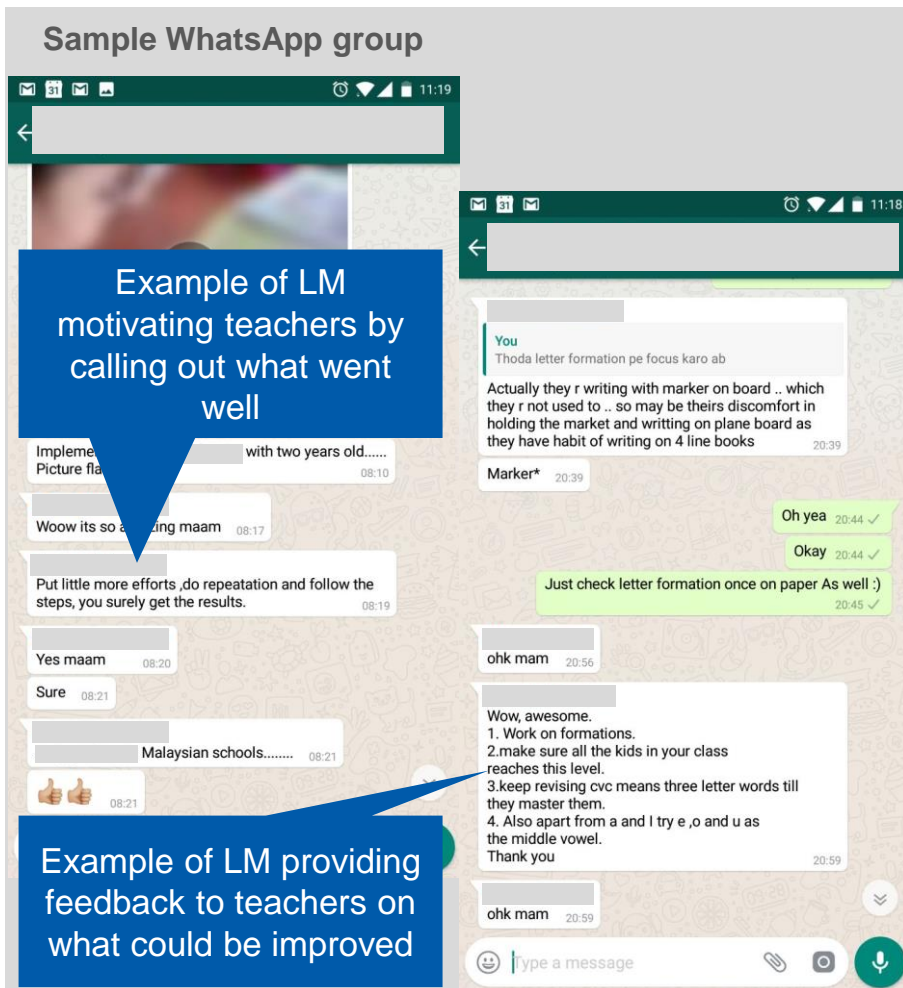 Sample WhatsApp group
31
11:19
Example of LM
motivating teachers by
calling out what went
well
with two years old......
Picture
08:10
Woow its so maam 08:17
Put little more efforts ,do repeatation and follow the
steps, you surely get the results. 08:19
Yes maam 08:20
Sure 08:21
Malaysian schools........ 08:21
08:21
Example of LM providing
feedback to teachers on
what could be improved
31
11:18
You
Thoda letter formation pe focus karo ab
Actually they r writing with marker on board .. which
they r not used to .. so may be theirs discomfort in
holding the market and writting on plane board as
they have habit of writing on 4 line books 20:39
Marker* 20:39
Oh yea 20:44
Okay 20:44
Just check letter formation once on paper As well :)
20:45
ohk mam 20:56
Wow, awesome.
1. Work on formations.
2.make sure all the kids in your class
reaches this level.
3.keep revising cvc means three letter words till
they master them.
4. Also apart from a and I try e ,o and u as
the middle vowel.
Thank you 20:59
ohk mam 20:59
Type a message